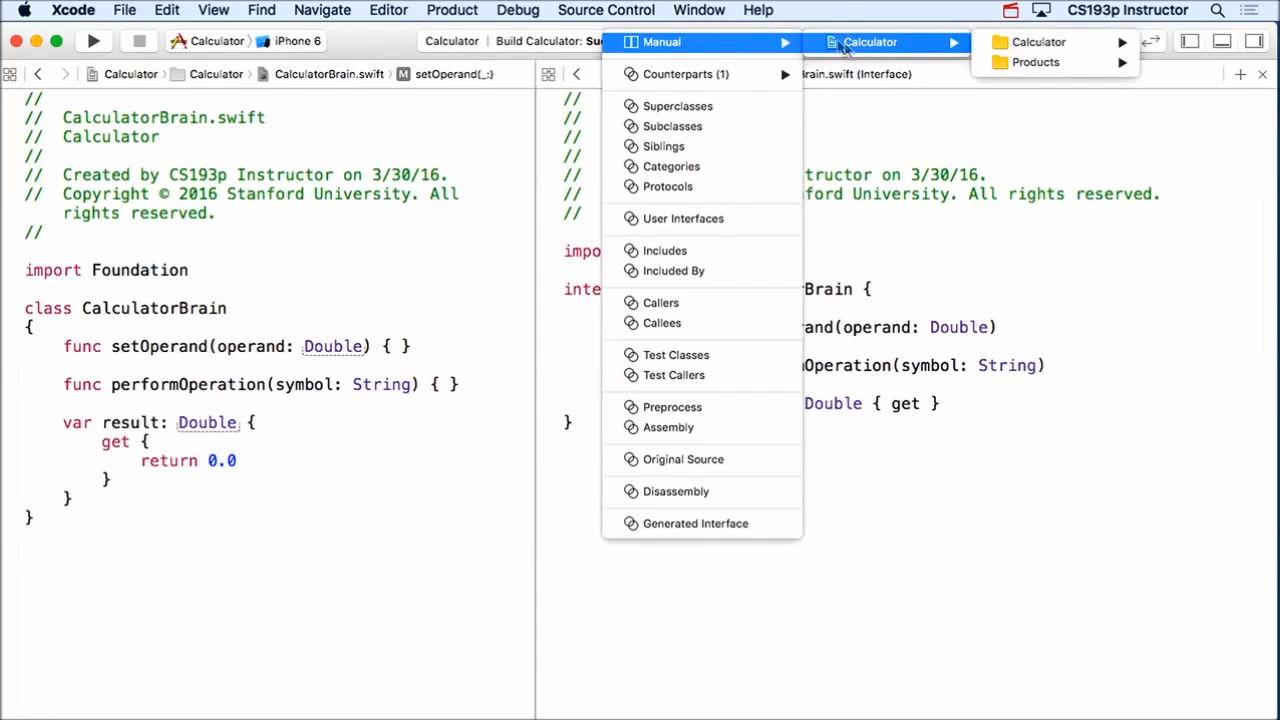 Xcode File Edit View Find Navigate Editor Product Debug Source Control Window Help CS193p Instructor
Calculator iPhone 6 Calculator Build Calculator: Su
Manual
Calculator
Calculator
Products
Calculator Calculator CalculatorBrain.swift setOperand(_:)
Brain.swift (Interface)
//
// CalculatorBrain.swift
// Calculator
//
// Created by CS193p Instructor on 3/30/16.
// Copyright © 2016 Stanford University. All
rights reserved.
//
import Foundation
class CalculatorBrain
{
func setOperand(operand: Double) { }
func performOperation(symbol: String) { }
var result: Double {
get {
return 0.0
}
}
}
Counterparts (1)
Superclasses
Subclasses
Siblings
Categories
Protocols
User Interfaces
Includes
Included By
Callers
Callees
Test Classes
Test Callers
Preprocess
Assembly
Original Source
Disassembly
Generated Interface
//
//
//
//
//
tructor on 3/30/16.
//
ford University. All rights reserved.
//
impo
inte
rBrain {
rand(operand: Double)
mOperation(symbol: String)
Double { get }
}